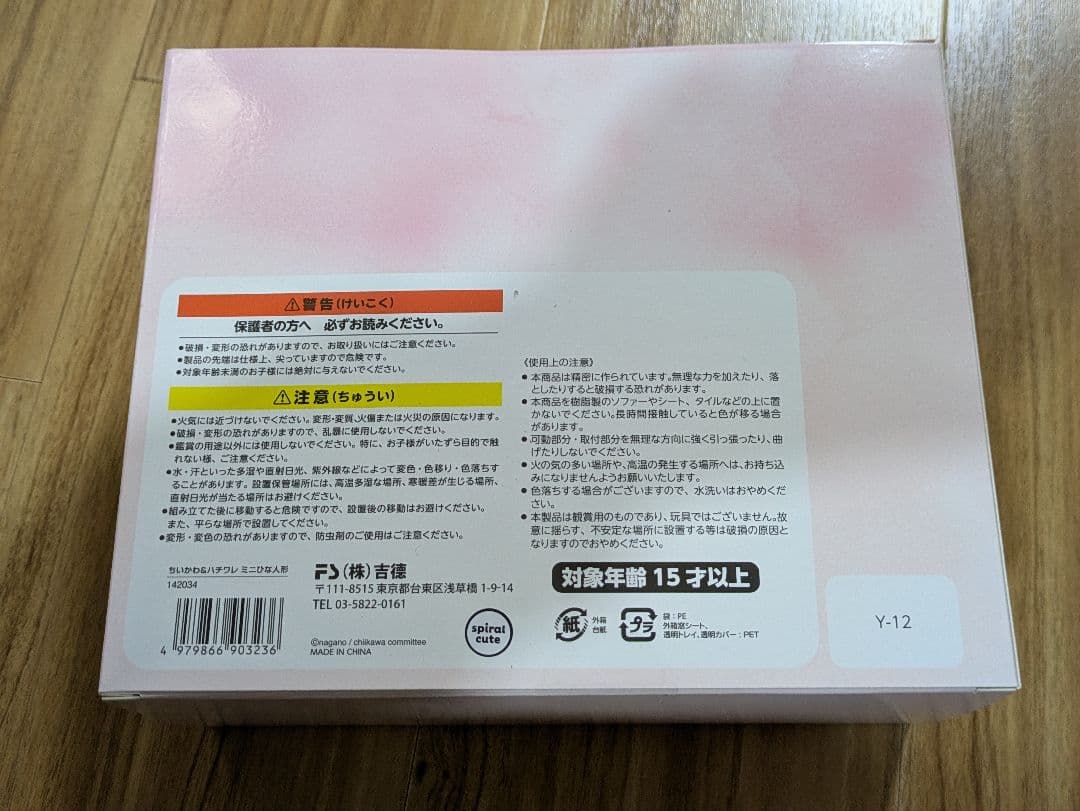 ⚠警告(けいこく)
保護者の方へ 必ずお読みください。
●破損・変形の恐れがありますので、お取り扱いにはご注意ください。
●製品の先端は仕様上、尖っていますので危険です。
●対象年齢未満のお子様には絶対に与えないでください。
⚠注意(ちゅうい)
●火気には近づけないでください。変形・変質、火傷または火災の原因になります。
●破損・変形の恐れがありますので、乱暴に使用しないでください。
●鑑賞の用途以外には使用しないでください。特に、お子様がいたずら目的で触
れない様、ご注意ください。
●水・汗といった多湿や直射日光、紫外線などによって変色・色移り・色落ちす
ることがあります。設置保管場所には、高温多湿な場所、寒暖差が生じる場所、
直射日光が当たる場所はお避けください。
●組み立てた後に移動すると危険ですので、設置後の移動はお避けください。
また、平らな場所で設置してください。
●変形・変色の恐れがありますので、防虫剤のご使用はご注意ください。
ちいかわ&ハチワレ ミニひな人形
142034
4 979866 903236
(株)吉德
〒111-8515 東京都台東区浅草橋 1-9-14
TEL 03-5822-0161
©nagano / chiikawa committee
MADE IN CHINA
spiral
cute
《使用上の注意》
●本商品は精密に作られています。無理な力を加えたり、落
としたりすると破損する恐れがあります。
●本商品を樹脂製のソファーやシート、タイルなどの上に置
かないでください。長時間接触していると色が移る場合
があります。
●可動部分・取付部分を無理な方向に強く引っ張ったり、曲
げたりしないでください。
●火の気の多い場所や、高温の発生する場所へは、お持ち込
みになりませんようお願いいたします。
●色落ちする場合がございますので、水洗いはおやめくだ
さい。
●本製品は観賞用のものであり、玩具ではございません。故
意に揺らす、不安定な場所に設置する等は破損の原因と
なりますのでおやめください。
対象年齢 15才以上
紙
外箱
台紙
プラ
袋:PE
外箱窓シート、
透明トレイ、透明カバー:PET
Y-12